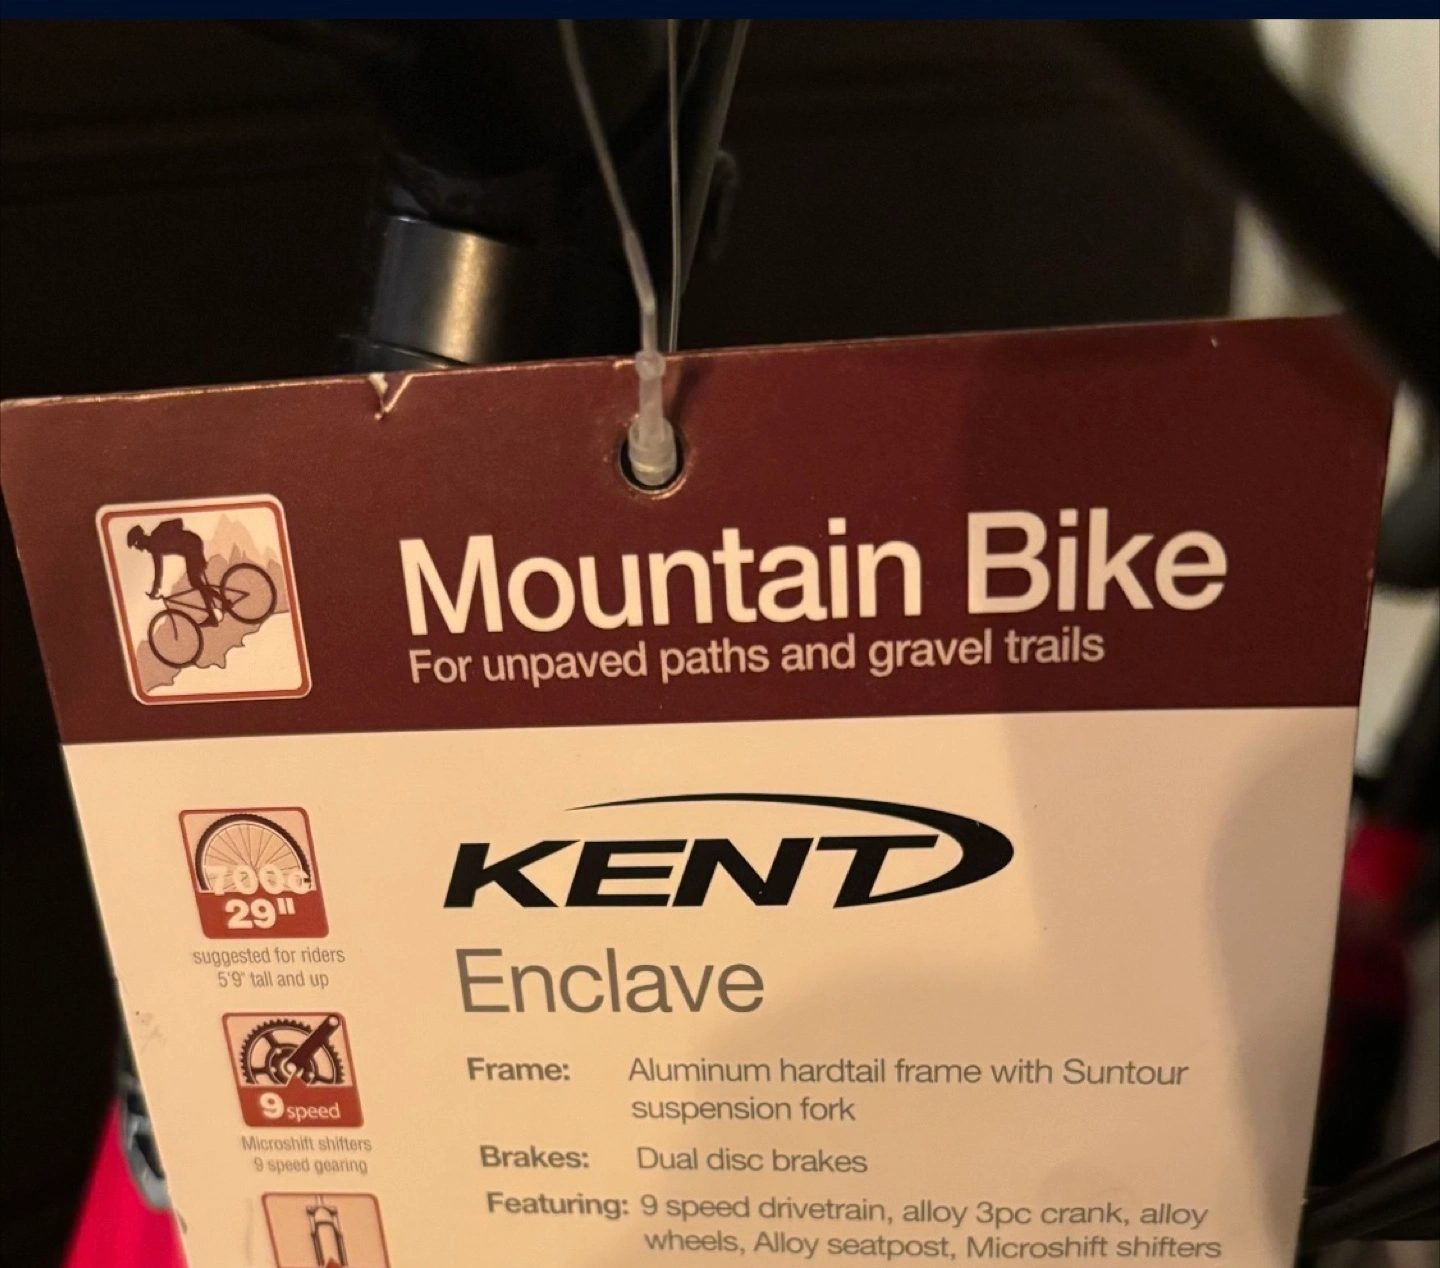 Mountain Bike
For unpaved paths and gravel trails
700c
29"
suggested for riders
5'9" tall and up
KENT
Enclave
9 speed
Microshift shifters
9 speed gearing
Frame: Aluminum hardtail frame with Suntour
suspension fork
Brakes: Dual disc brakes
Featuring: 9 speed drivetrain, alloy 3pc crank, alloy
wheels, Alloy seatpost, Microshift shifters